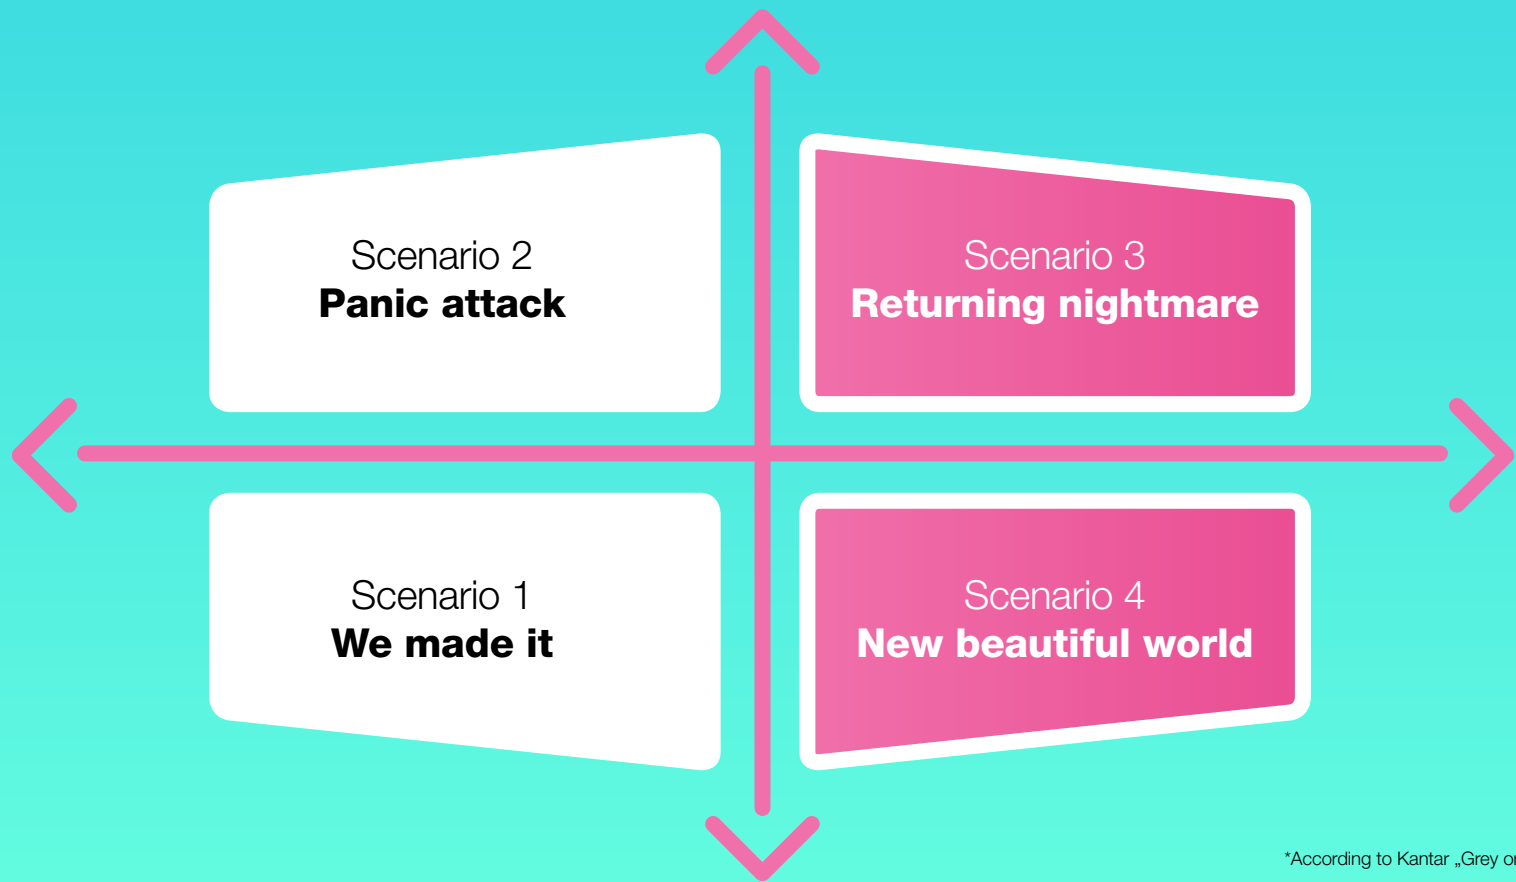 Scenario 2
Panic attack
Scenario 3
Returning nightmare
Scenario 1
We made it
Scenario 4
New beautiful world
*According to Kantar „Grey or